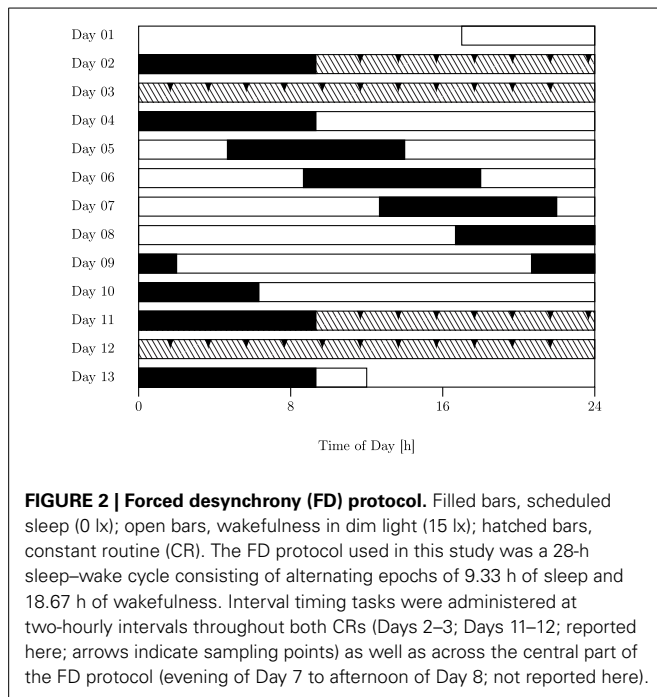 Day 01
Day 02
Day 03
Day 04
Day 05
Day 06
Day 07
Day 08
Day 09
Day 10
Day 11
Day 12
Day 13
0 8 16 24
Time of Day [h]
FIGURE 2 | Forced desynchrony (FD) protocol. Filled bars, scheduled
sleep (0 lx); open bars, wakefulness in dim light (15 lx); hatched bars,
constant routine (CR). The FD protocol used in this study was a 28-h
sleep–wake cycle consisting of alternating epochs of 9.33 h of sleep and
18.67 h of wakefulness. Interval timing tasks were administered at
two-hourly intervals throughout both CRs (Days 2–3; Days 11–12; reported
here; arrows indicate sampling points) as well as across the central part of
the FD protocol (evening of Day 7 to afternoon of Day 8; not reported here).